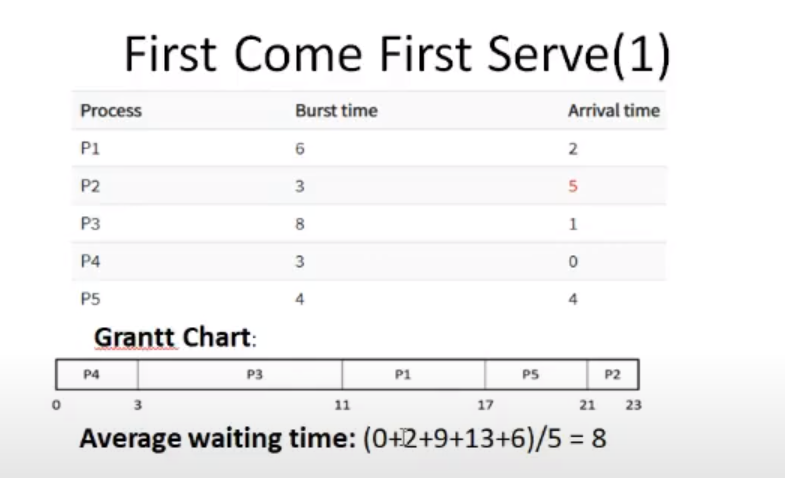 First Come First Serve(1)
Process Burst time Arrival time
P1 6 2
P2 3 5
P3 8 1
P4 3 0
P5 4 4
Grantt Chart:
P4 P3 P1 P5 P2
0 3 11 17 21 23
Average waiting time: (0+2+9+13+6)/5 = 8